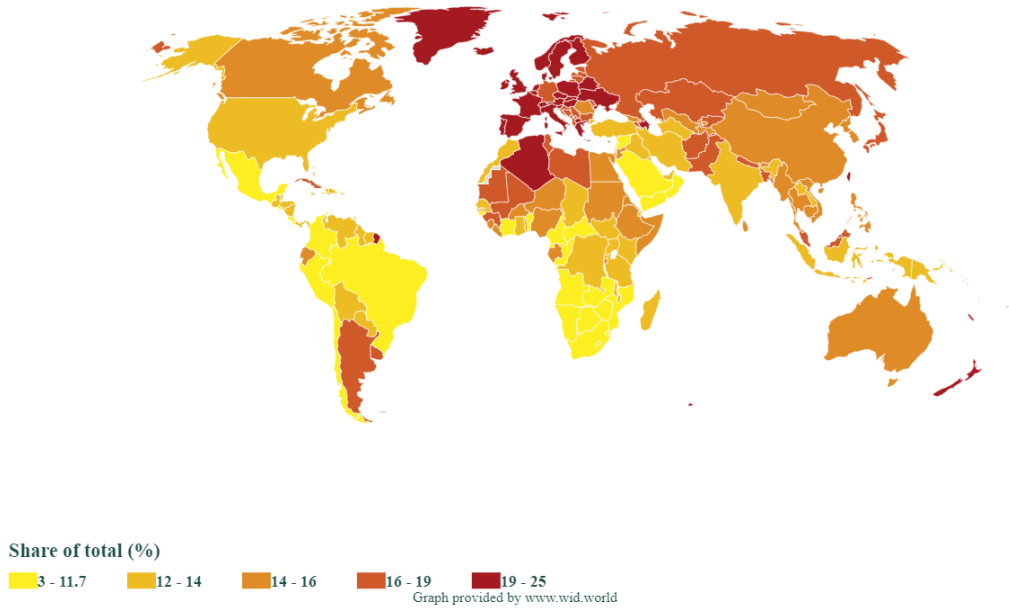 Share of total (%)
3 - 11.7 12 - 14 14 - 16 16 - 19 19 - 25
Graph provided by www.wid.world